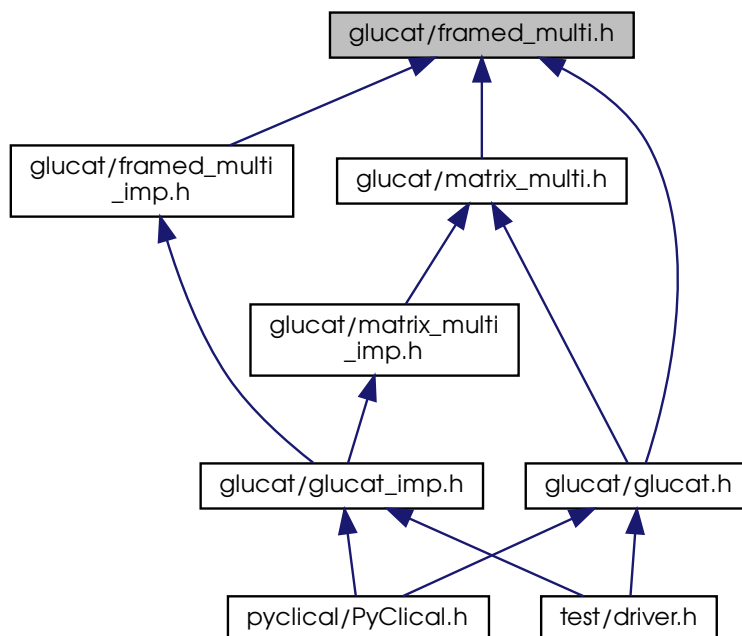 glucat/framed_multi.h
glucat/framed_multi
_imp.h
glucat/matrix_multi.h
glucat/matrix_multi
_imp.h
glucat/glucat_imp.h
glucat/glucat.h
pyclical/PyClical.h
test/driver.h